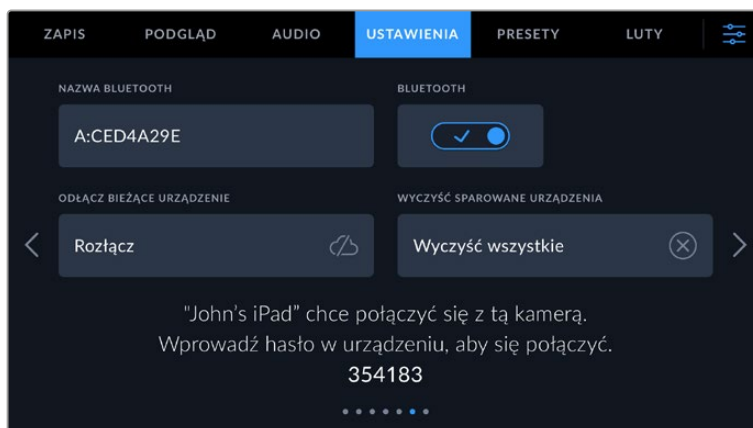 ZAPIS PODGLĄD AUDIO USTAWIENIA PRESETY LUTY
NAZWA BLUETOOTH BLUETOOTH
A:CED4A29E
ODŁĄCZ BIEŻĄCE URZĄDZENIE WYCZYŚĆ SPAROWANE URZĄDZENIA
Rozłącz Wyczyść wszystkie
"John's iPad" chce połączyć się z tą kamerą.
Wprowadź hasło w urządzeniu, aby się połączyć.
354183